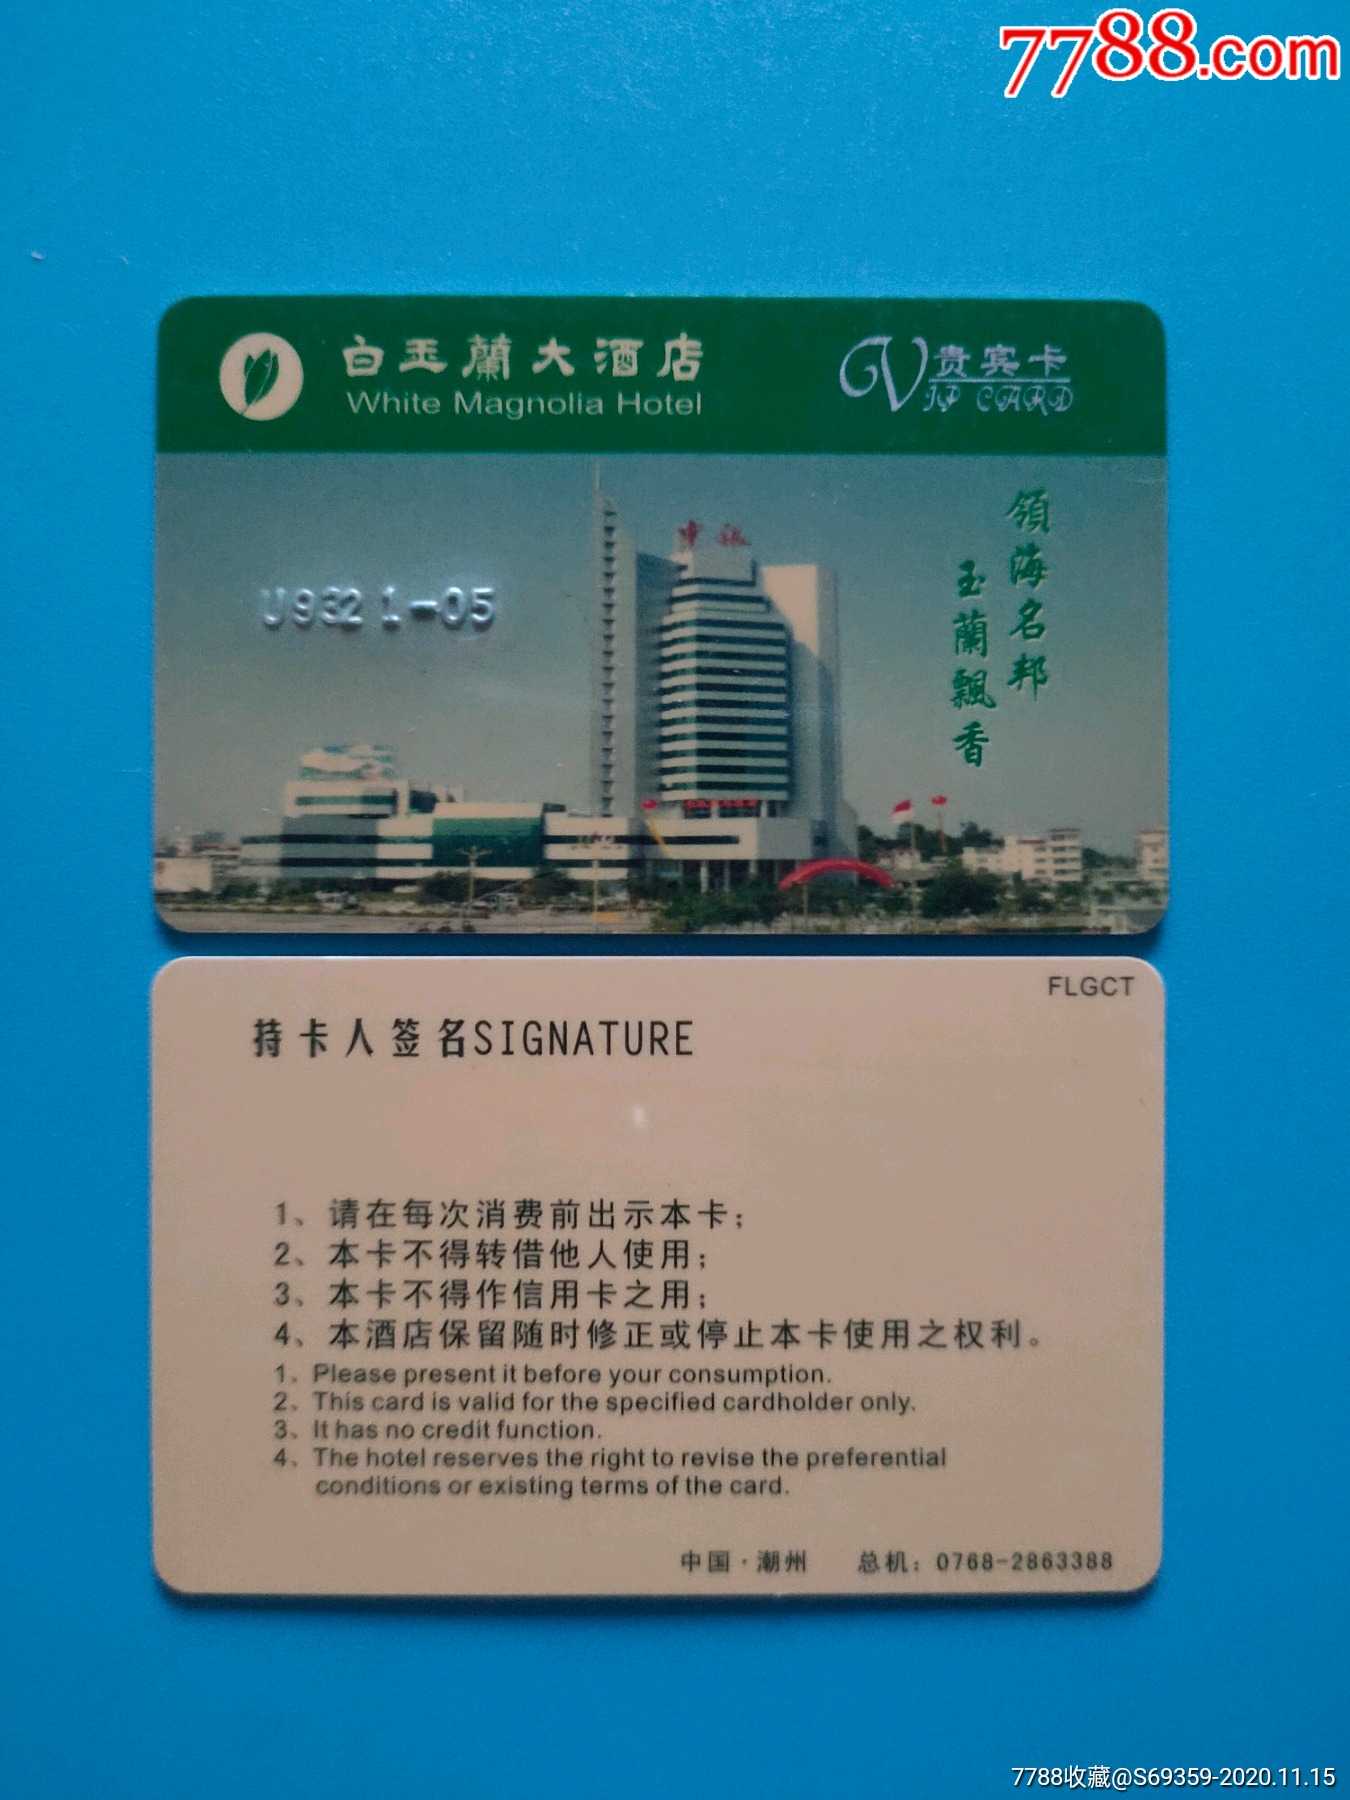 7788.com
白玉蘭大酒店
White Magnolia Hotel
贵宾卡
VIP CARD
領海名邦
玉蘭飄香
U9321-05
FLGCT
持卡人签名SIGNATURE
1、请在每次消费前出示本卡；
2、本卡不得转借他人使用；
3、本卡不得作信用卡之用；
4、本酒店保留随时修正或停止本卡使用之权利。
1、Please present it before your consumption.
2、This card is valid for the specified cardholder only.
3、It has no credit function.
4、The hotel reserves the right to revise the preferential
conditions or existing terms of the card.
中国·潮州 总机：0768-2863388
7788收藏@S69359-2020.11.15